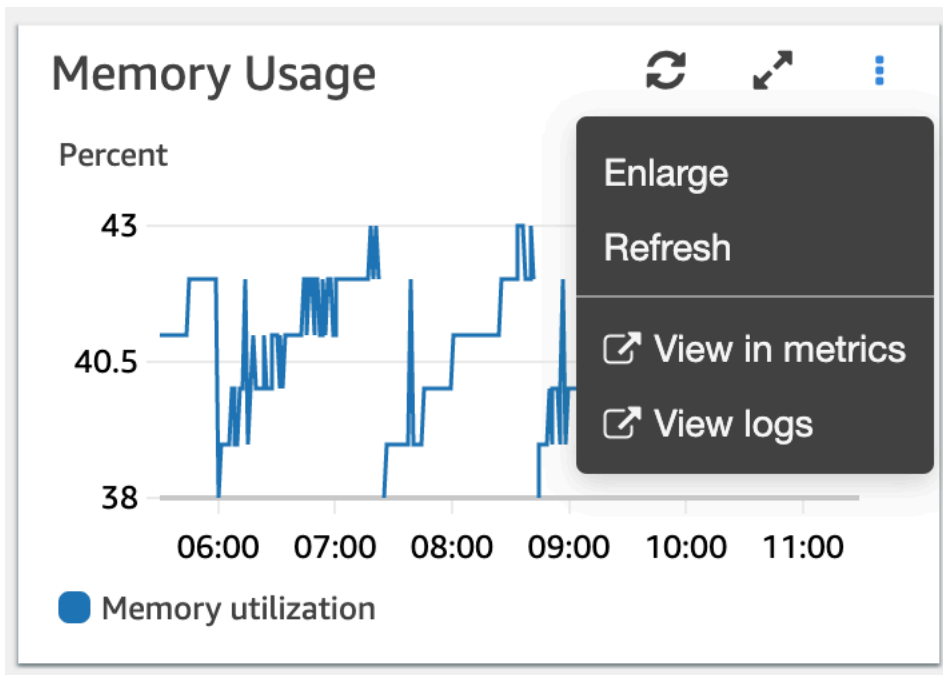 Memory Usage
Percent
Enlarge
Refresh
View in metrics
View logs
43
40.5
38
06:00 07:00 08:00 09:00 10:00 11:00
Memory utilization